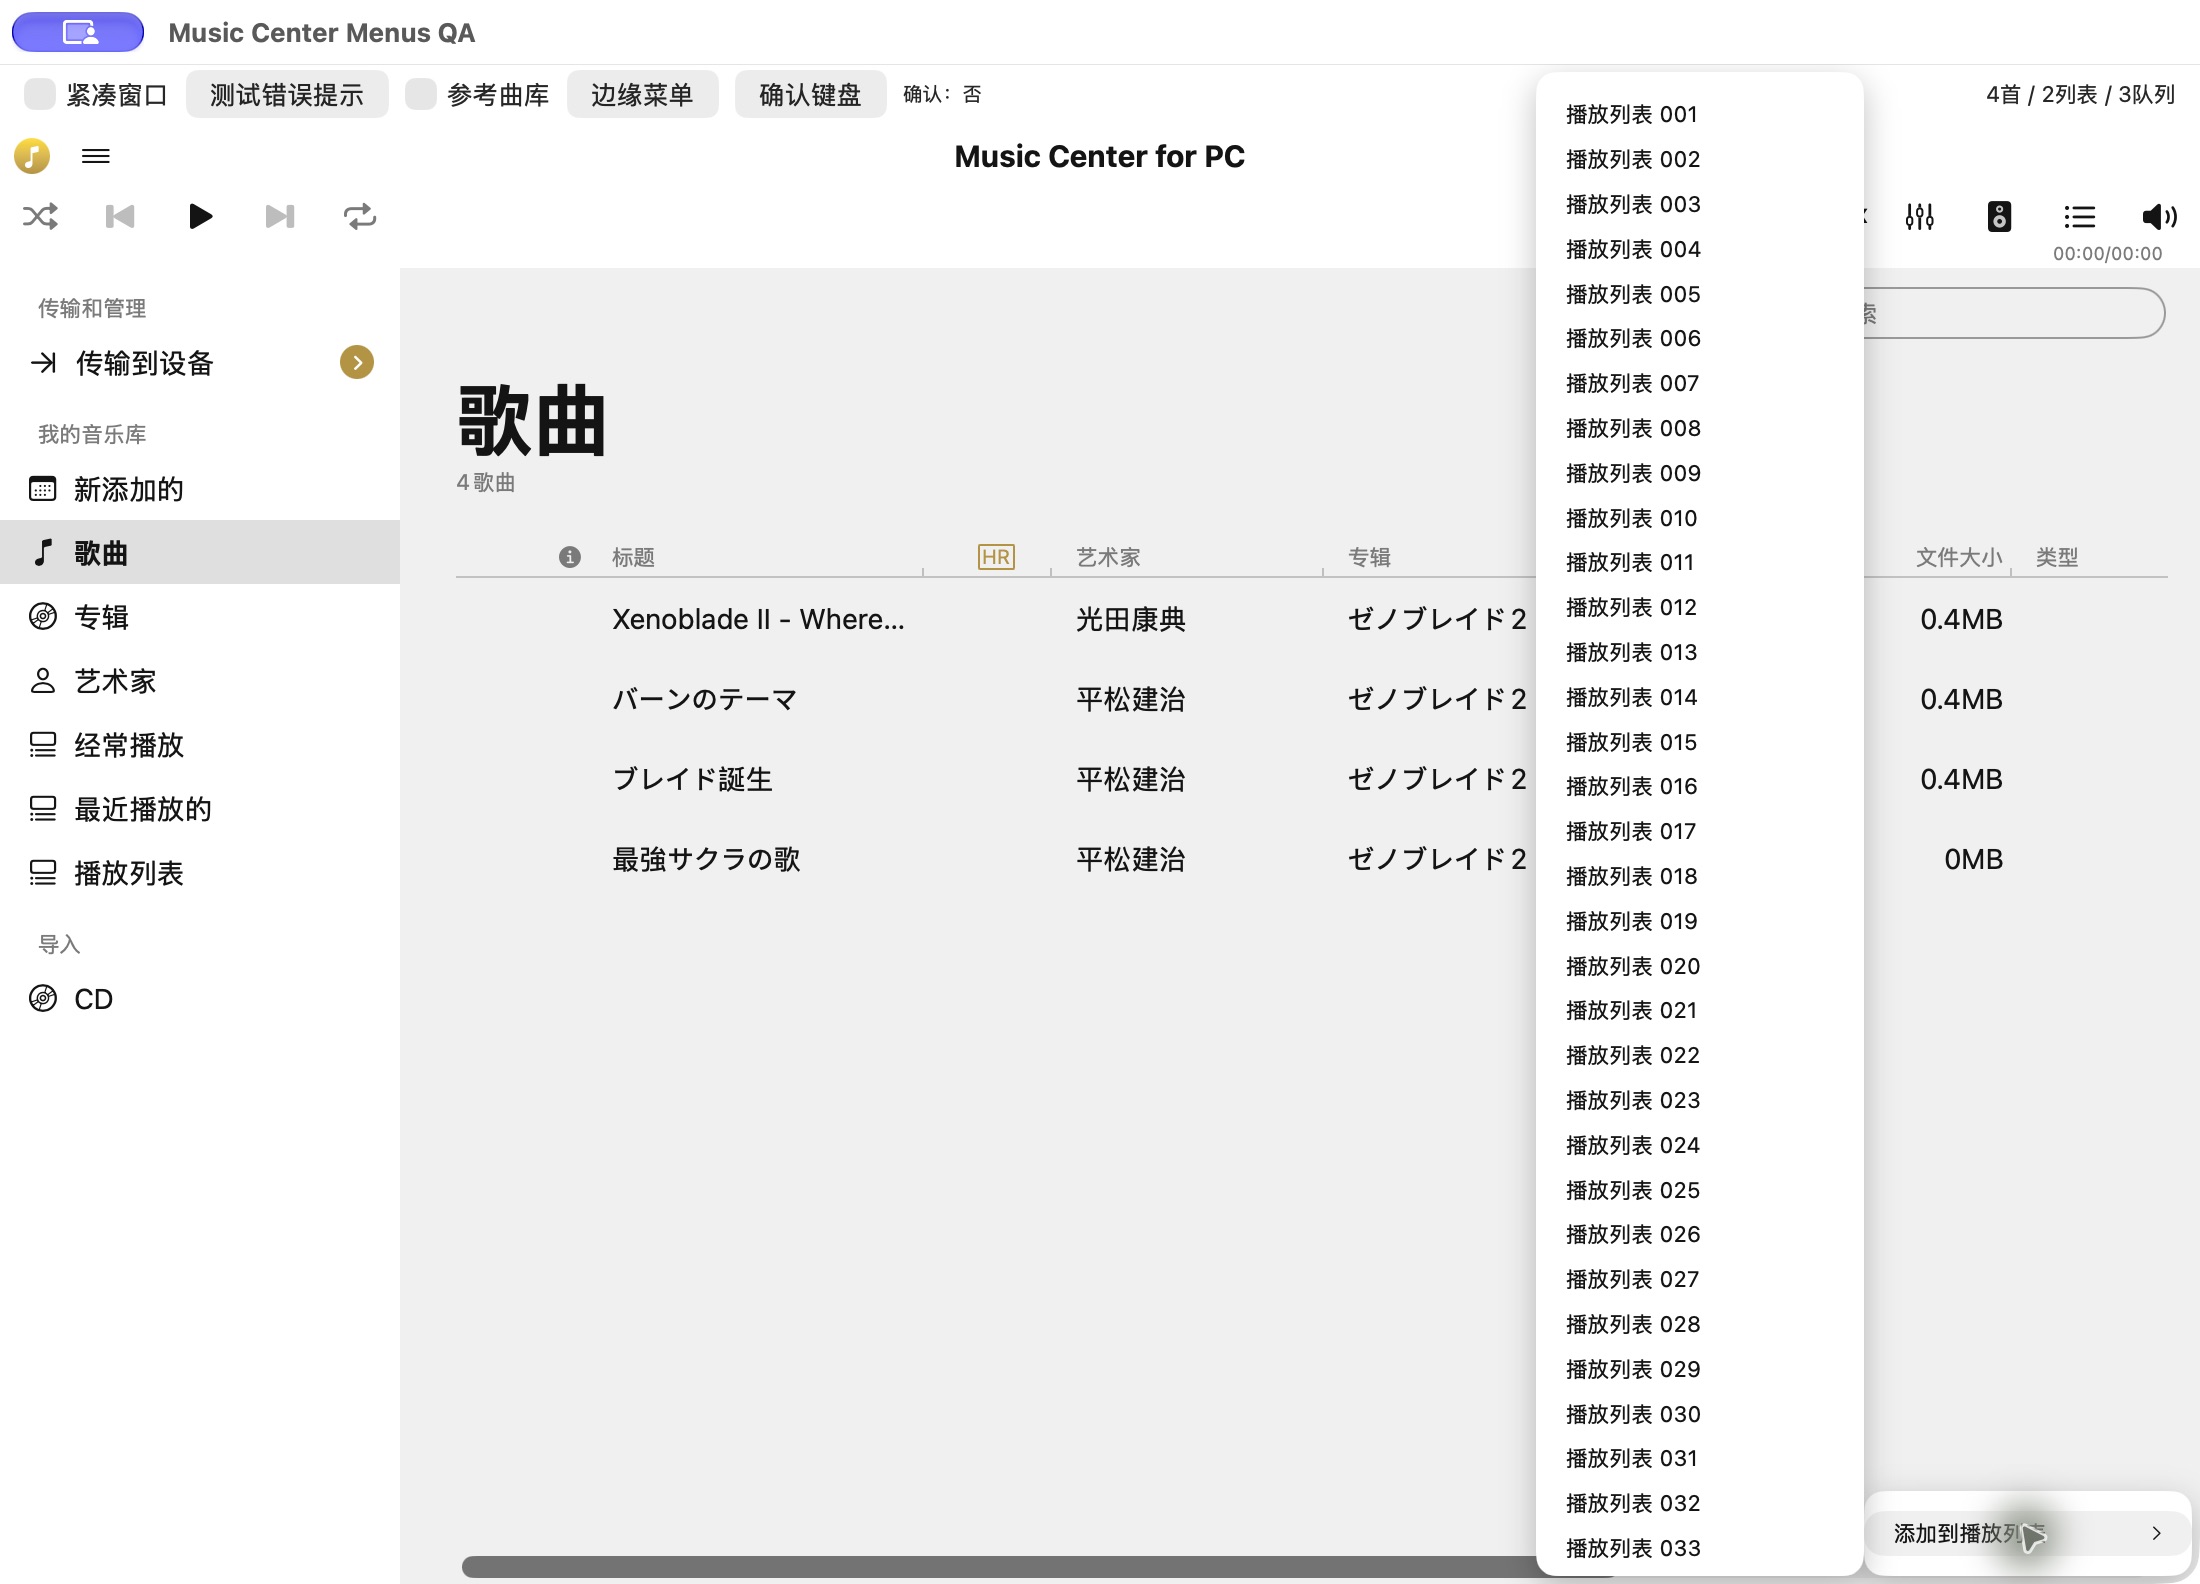 Music Center Menus QA
紧凑窗口
测试错误提示
参考曲库
边缘菜单
确认键盘
确认：否
4首 / 2列表 / 3队列
Music Center for PC
00:00/00:00
传输和管理
传输到设备
我的音乐库
新添加的
歌曲
专辑
艺术家
经常播放
最近播放的
播放列表
导入
CD
索
歌曲
4歌曲
标题 HR 艺术家 专辑 文件大小 类型
Xenoblade II - Where... 光田康典 ゼノブレイド2 0.4MB
バーンのテーマ 平松建治 ゼノブレイド2 0.4MB
ブレイド誕生 平松建治 ゼノブレイド2 0.4MB
最強サクラの歌 平松建治 ゼノブレイド2 0MB
播放列表 001
播放列表 002
播放列表 003
播放列表 004
播放列表 005
播放列表 006
播放列表 007
播放列表 008
播放列表 009
播放列表 010
播放列表 011
播放列表 012
播放列表 013
播放列表 014
播放列表 015
播放列表 016
播放列表 017
播放列表 018
播放列表 019
播放列表 020
播放列表 021
播放列表 022
播放列表 023
播放列表 024
播放列表 025
播放列表 026
播放列表 027
播放列表 028
播放列表 029
播放列表 030
播放列表 031
播放列表 032
播放列表 033
添加到播放列表